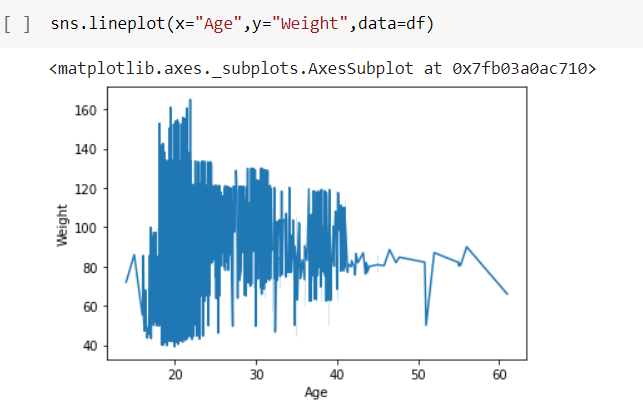 [ ] sns.lineplot(x="Age",y="Weight",data=df)
<matplotlib.axes._subplots.AxesSubplot at 0x7fb03a0ac710>
160
140
120
100
80
60
40
Weight
20 30 40 50 60
Age